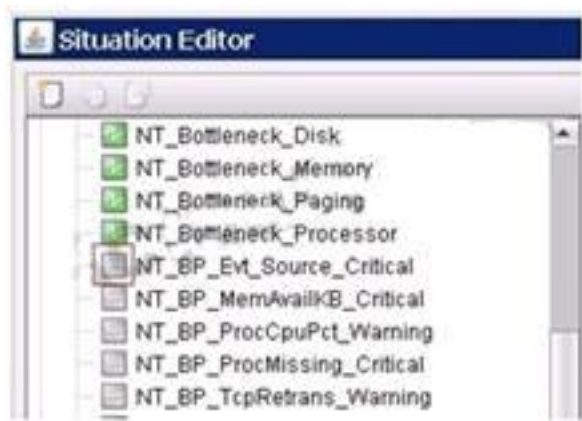 Situation Editor
NT_Bottleneck_Disk
NT_Bottleneck_Memory
NT_Bottleneck_Paging
NT_Bottleneck_Processor
NT_BP_Evt_Source_Critical
NT_BP_MemAvailKB_Critical
NT_BP_ProcCpuPct_Warning
NT_BP_ProcMissing_Critical
NT_BP_TcpRetrans_Warning